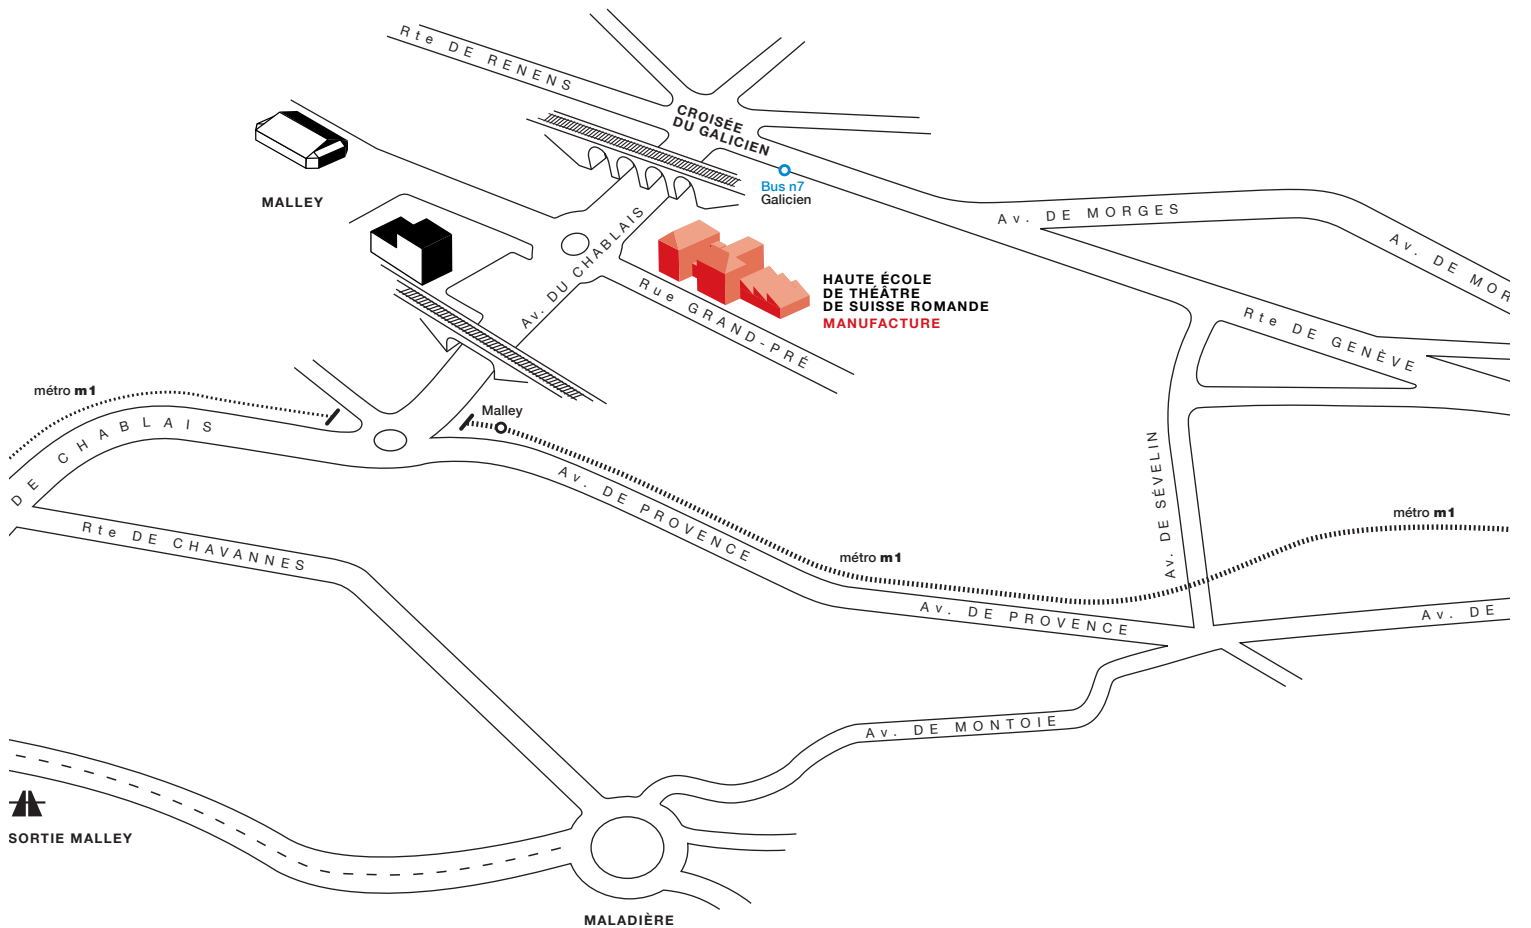 Rte DE RENENS
CROISÉE
DU GALICIEN
MALLEY
Bus n7
Galicien
Av. DE MORGES
Av. DE MOR
Av. DU CHABLAIS
HAUTE ÉCOLE
DE THÉÂTRE
DE SUISSE ROMANDE
MANUFACTURE
Rue GRAND-PRÉ
Rte DE GENÈVE
métro m1
Malley
DE CHABLAIS
Av. DE SÉVELIN
Av. DE PROVENCE
métro m1
métro m1
Rte DE CHAVANNES
Av. DE PROVENCE
Av. DE
Av. DE MONTOIE
SORTIE MALLEY
MALADIÈRE